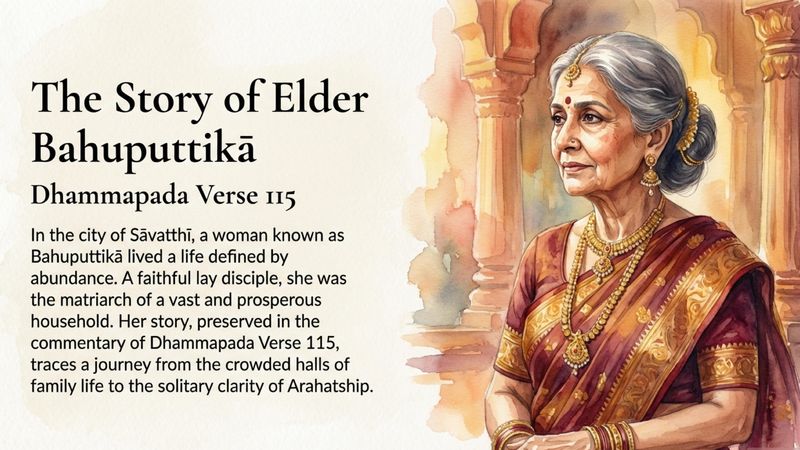 The Story of Elder
Bahuputtikā
Dhammapada Verse 115
In the city of Sāvatthī, a woman known as
Bahuputtikā lived a life defined by
abundance. A faithful lay disciple, she was
the matriarch of a vast and prosperous
household. Her story, preserved in the
commentary of Dhammapada Verse 115,
traces a journey from the crowded halls of
family life to the solitary clarity of Arahatship.